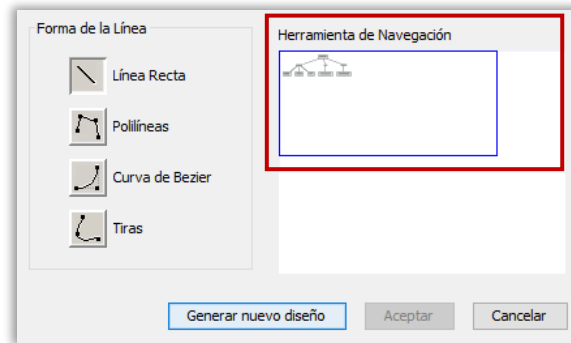 Forma de la Línea
Línea Recta
Polilíneas
Curva de Bezier
Tiras
Herramienta de Navegación
Generar nuevo diseño
Aceptar
Cancelar